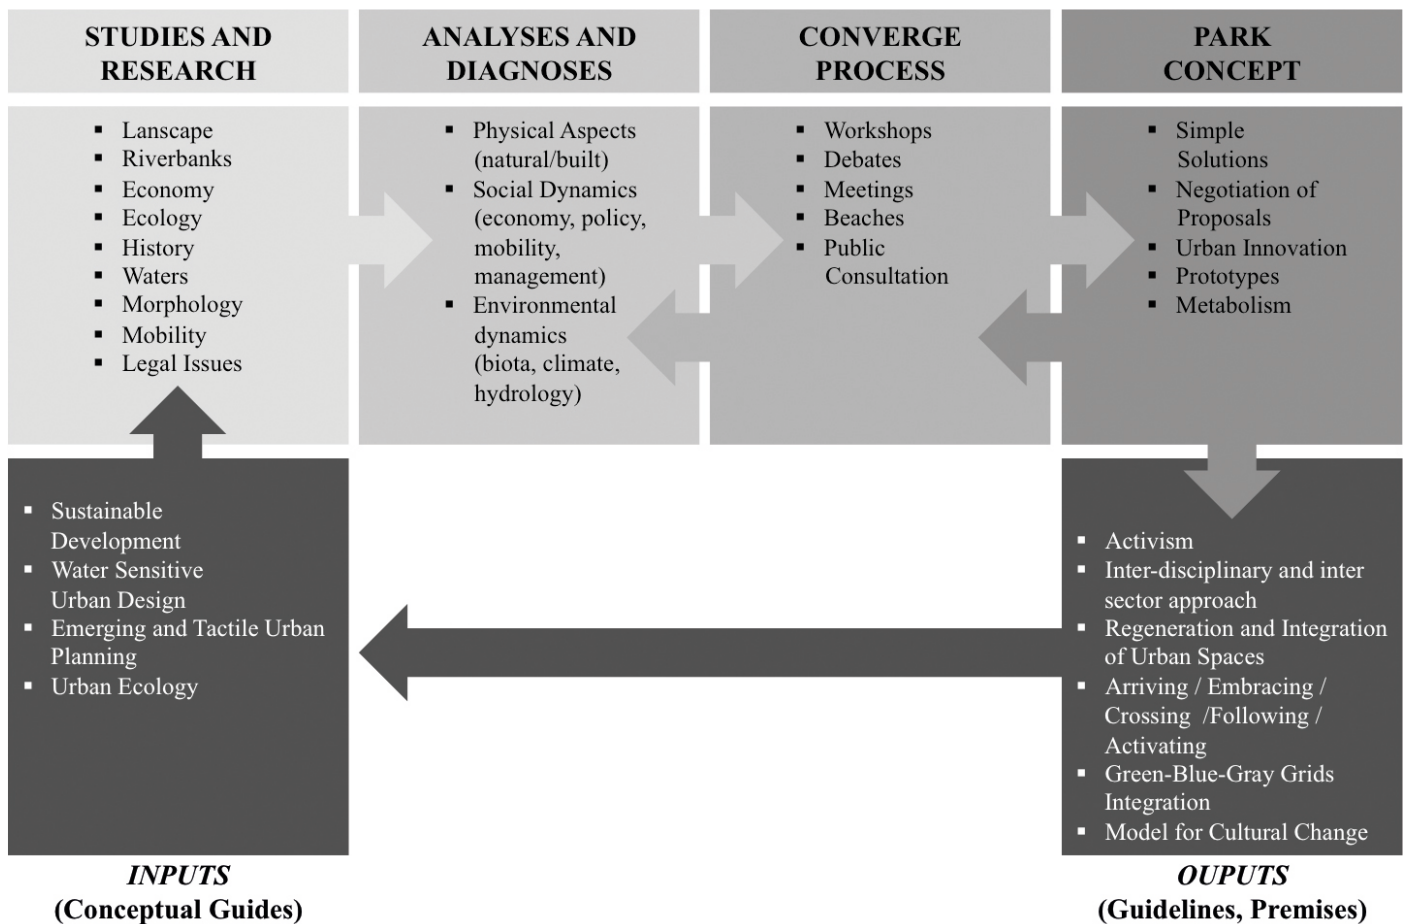 STUDIES AND
RESEARCH
ANALYSES AND
DIAGNOSES
CONVERGE
PROCESS
PARK
CONCEPT
▪ Lanscape
▪ Riverbanks
▪ Economy
▪ Ecology
▪ History
▪ Waters
▪ Morphology
▪ Mobility
▪ Legal Issues
▪ Physical Aspects
(natural/built)
▪ Social Dynamics
(economy, policy,
mobility,
management)
▪ Environmental
dynamics
(biota, climate,
hydrology)
▪ Workshops
▪ Debates
▪ Meetings
▪ Beaches
▪ Public
Consultation
▪ Simple
Solutions
▪ Negotiation of
Proposals
▪ Urban Innovation
▪ Prototypes
▪ Metabolism
▪ Sustainable
Development
▪ Water Sensitive
Urban Design
▪ Emerging and Tactile Urban
Planning
▪ Urban Ecology
INPUTS
(Conceptual Guides)
▪ Activism
▪ Inter-disciplinary and inter
sector approach
▪ Regeneration and Integration
of Urban Spaces
▪ Arriving / Embracing /
Crossing /Following /
Activating
▪ Green-Blue-Gray Grids
Integration
▪ Model for Cultural Change
OUPUTS
(Guidelines, Premises)